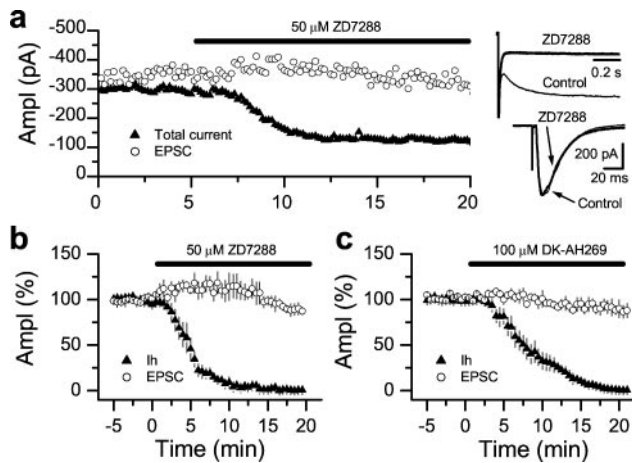 a
50 μM ZD7288
Ampl (pA)
-500
-400
-300
-200
-100
0
Total current
EPSC
0
5
10
15
20
ZD7288
0.2 s
Control
ZD7288
200 pA
20 ms
Control
b
50 μM ZD7288
Ampl (%)
150
100
50
0
Ih
EPSC
-5
0
5
10
15
20
Time (min)
c
100 μM DK-AH269
Ampl (%)
150
100
50
0
Ih
EPSC
-5
0
5
10
15
20
Time (min)